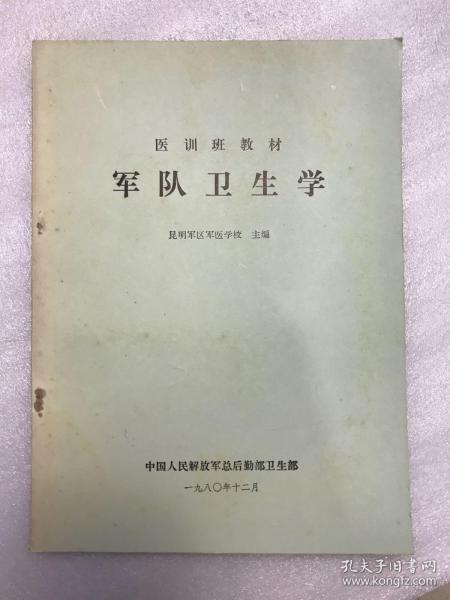 医训班教材
军队卫生学
昆明军区军医学校 主编
中国人民解放军总后勤部卫生部
一九八〇年十二月
孔夫子旧书网
www.kongfz.com